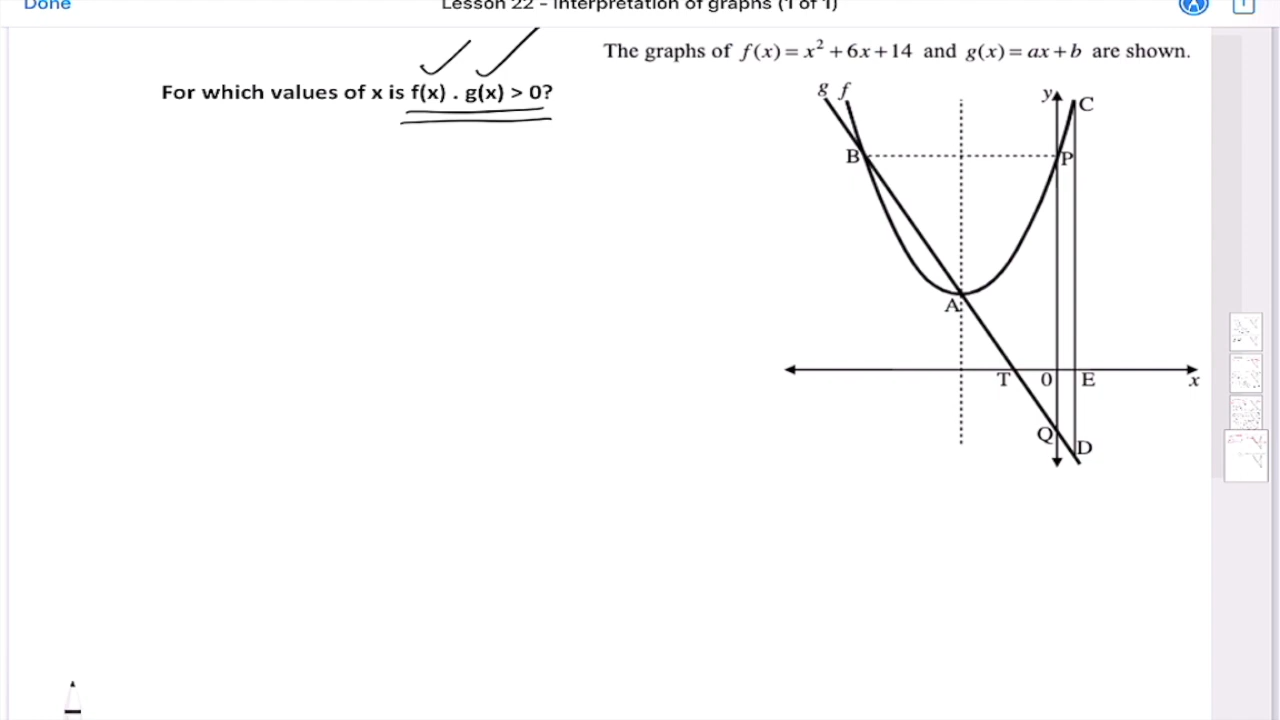 Done
Lesson 22 – Interpretation of graphs (1 of 1)
The graphs of f(x) = x² + 6x + 14 and g(x) = ax + b are shown.
For which values of x is f(x) . g(x) > 0?
g f
y
C
B
P
A
T
0
E
x
Q
D